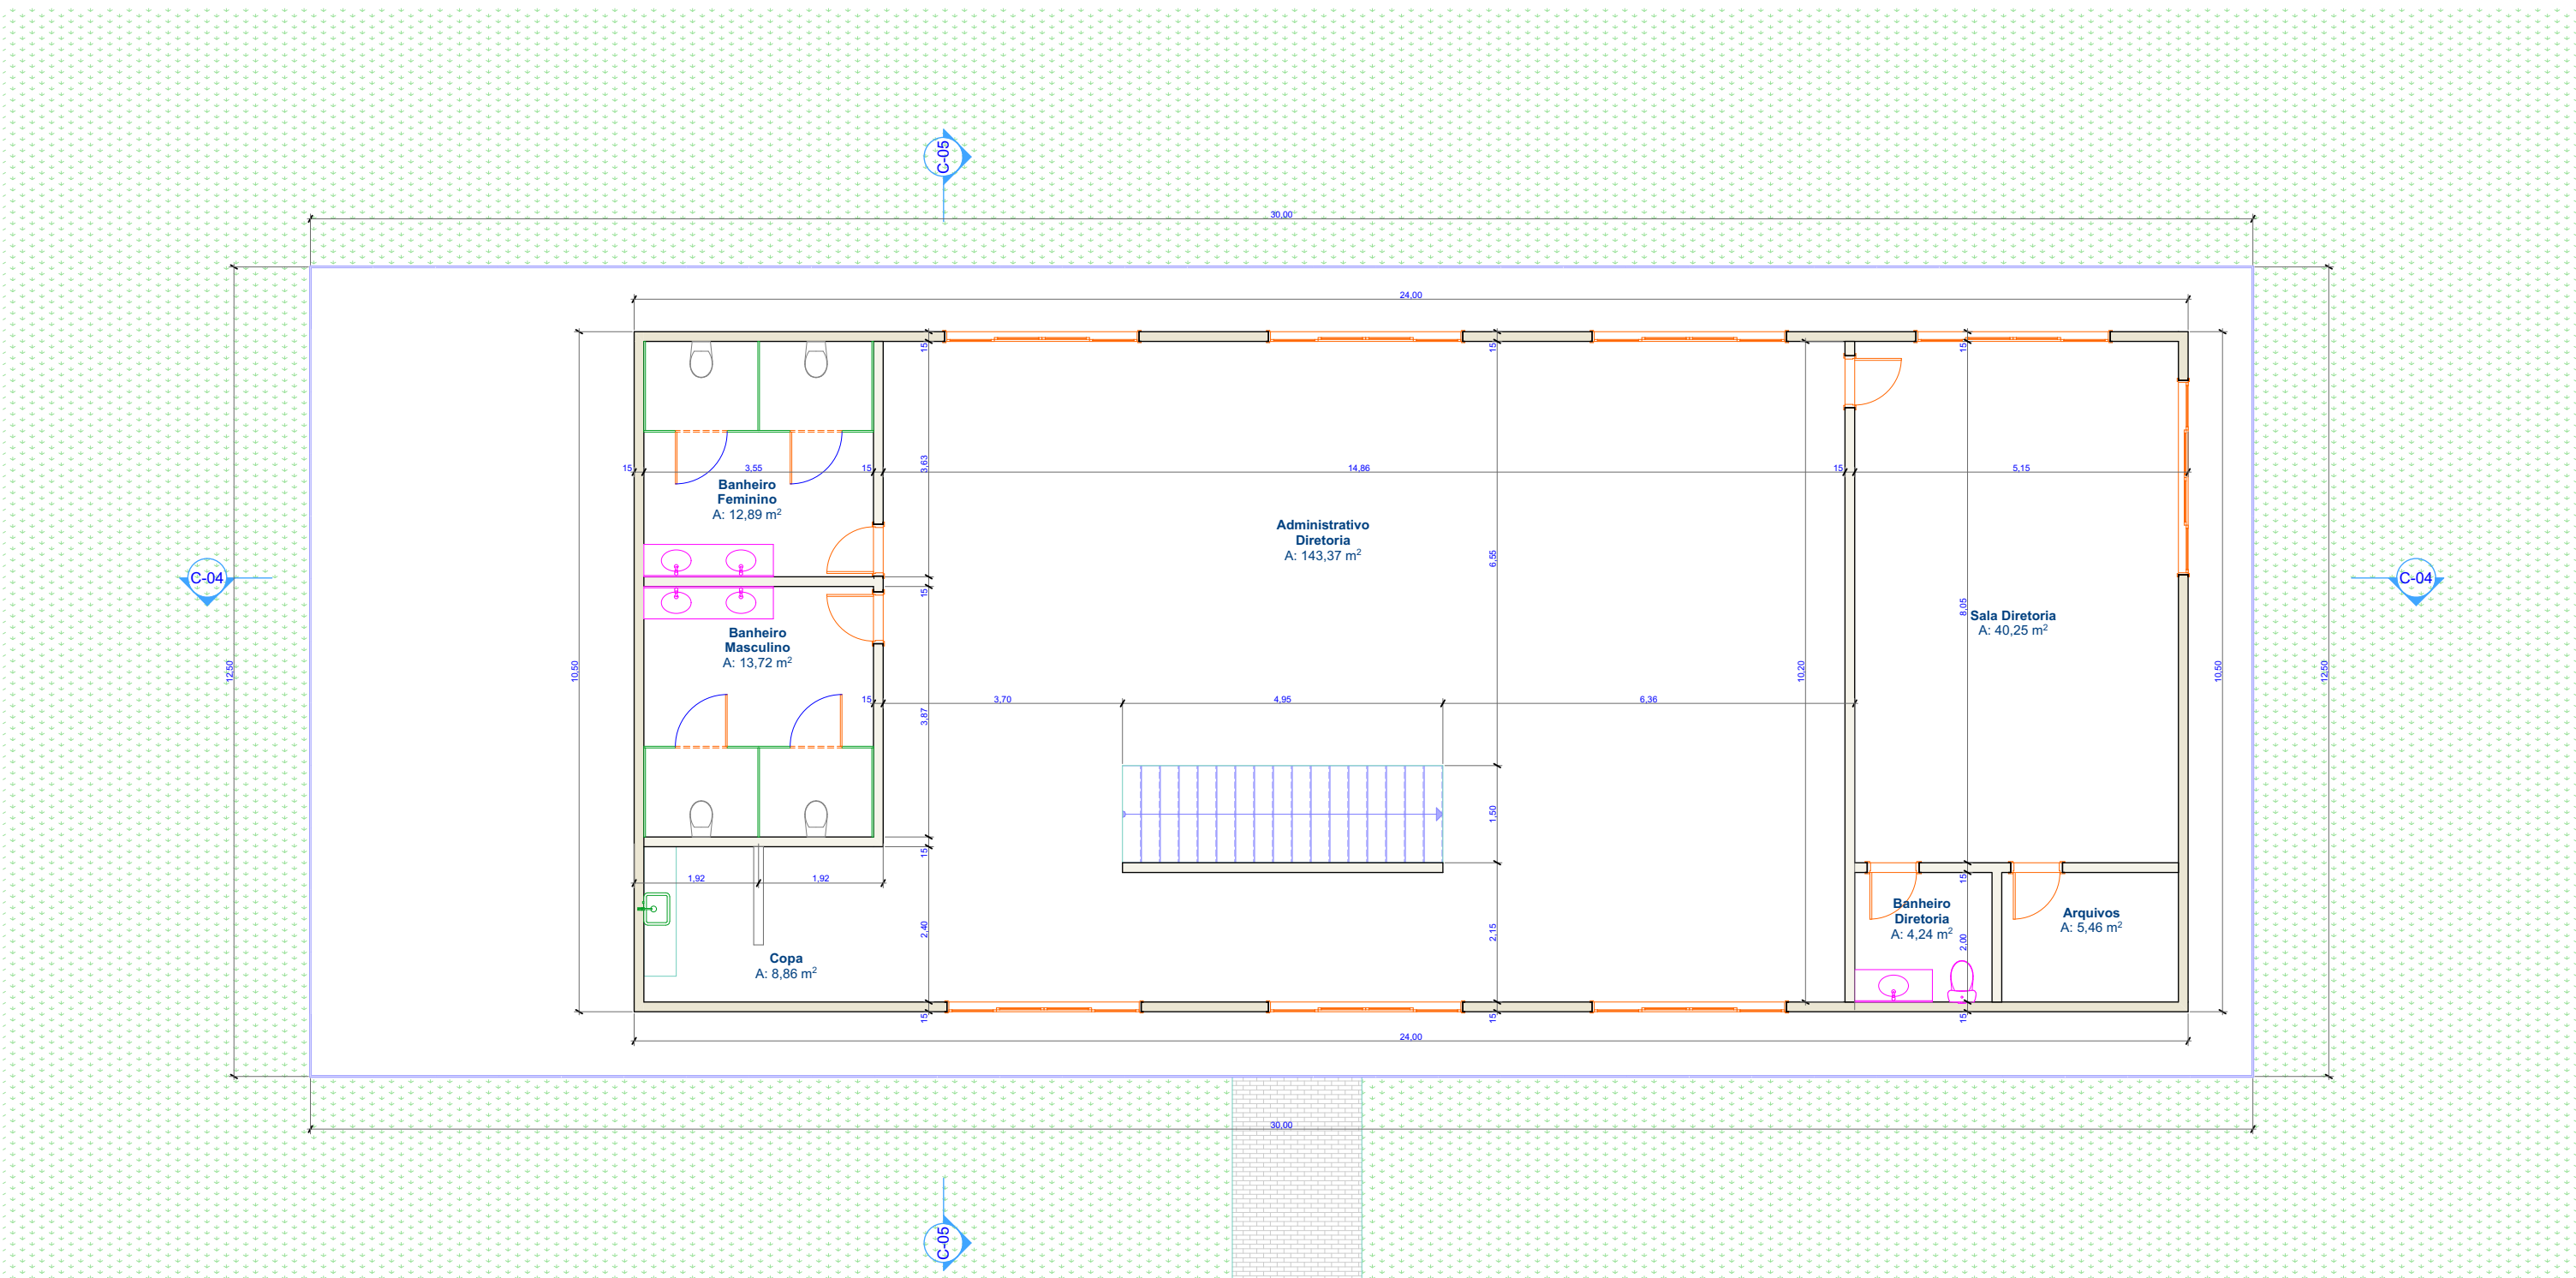 C-05
30,00
24,00
15
15
15
15
3,63
15
3,55
15
14,86
15
5,15
Banheiro
Feminino
A: 12,89 m²
Administrativo
Diretoria
A: 143,37 m²
6,55
C-04
C-04
15
8,05
Sala Diretoria
A: 40,25 m²
Banheiro
Masculino
A: 13,72 m²
12,50
10,50
10,20
10,50
12,50
15
3,70
4,95
6,36
3,87
1,50
15
1,92
1,92
15
2,40
2,15
2,00
Banheiro
Diretoria
A: 4,24 m²
Arquivos
A: 5,46 m²
Copa
A: 8,86 m²
15
15
15
24,00
30,00
C-05